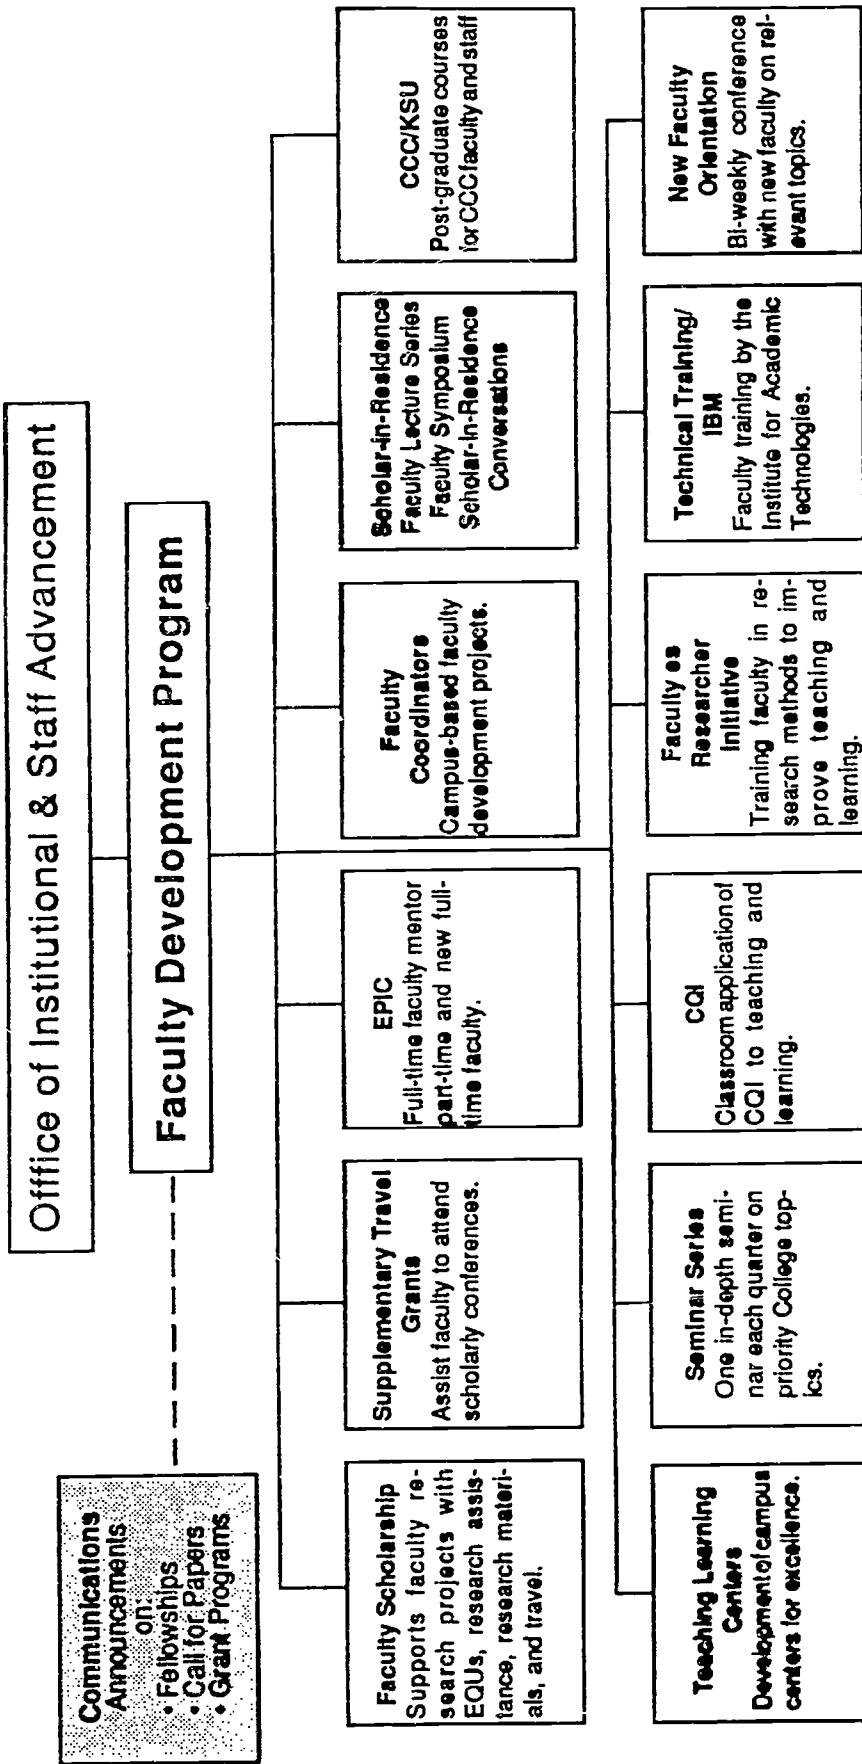 Offfice of Institutional & Staff Advancement
Faculty Development Program
Communications
Announcements
on:
• Fellowships
• Call for Papers
• Grant Programs
Faculty Scholarship
Supports faculty re-
search projects with
EQUs, research assis-
tance, research materi-
als, and travel.
Supplementary Travel
Grants
Assist faculty to attend
scholarly conferences.
EPIC
Full-time faculty mentor
part-time and new full-
time faculty.
Faculty
Coordinators
Campus-based faculty
development projects.
Scholar-in-Residence
Faculty Lecture Series
Faculty Symposium
Scholar-in-Residence
Conversations
CCC/KSU
Post-graduate courses
for CCC faculty and staff
Teaching Learning
Centers
Development of campus
centers for excellence.
Seminar Series
One in-depth semi-
nar each quarter on
priority College top-
ics.
CQI
Classroom application of
CQI to teaching and
learning.
Faculty as
Researcher
Initiative
Training faculty in re-
search methods to im-
prove teaching and
learning.
Technical Training/
IBM
Faculty training by the
Institute for Academic
Technologies.
New Faculty
Orientation
Bi-weekly conference
with new faculty on rel-
evant topics.